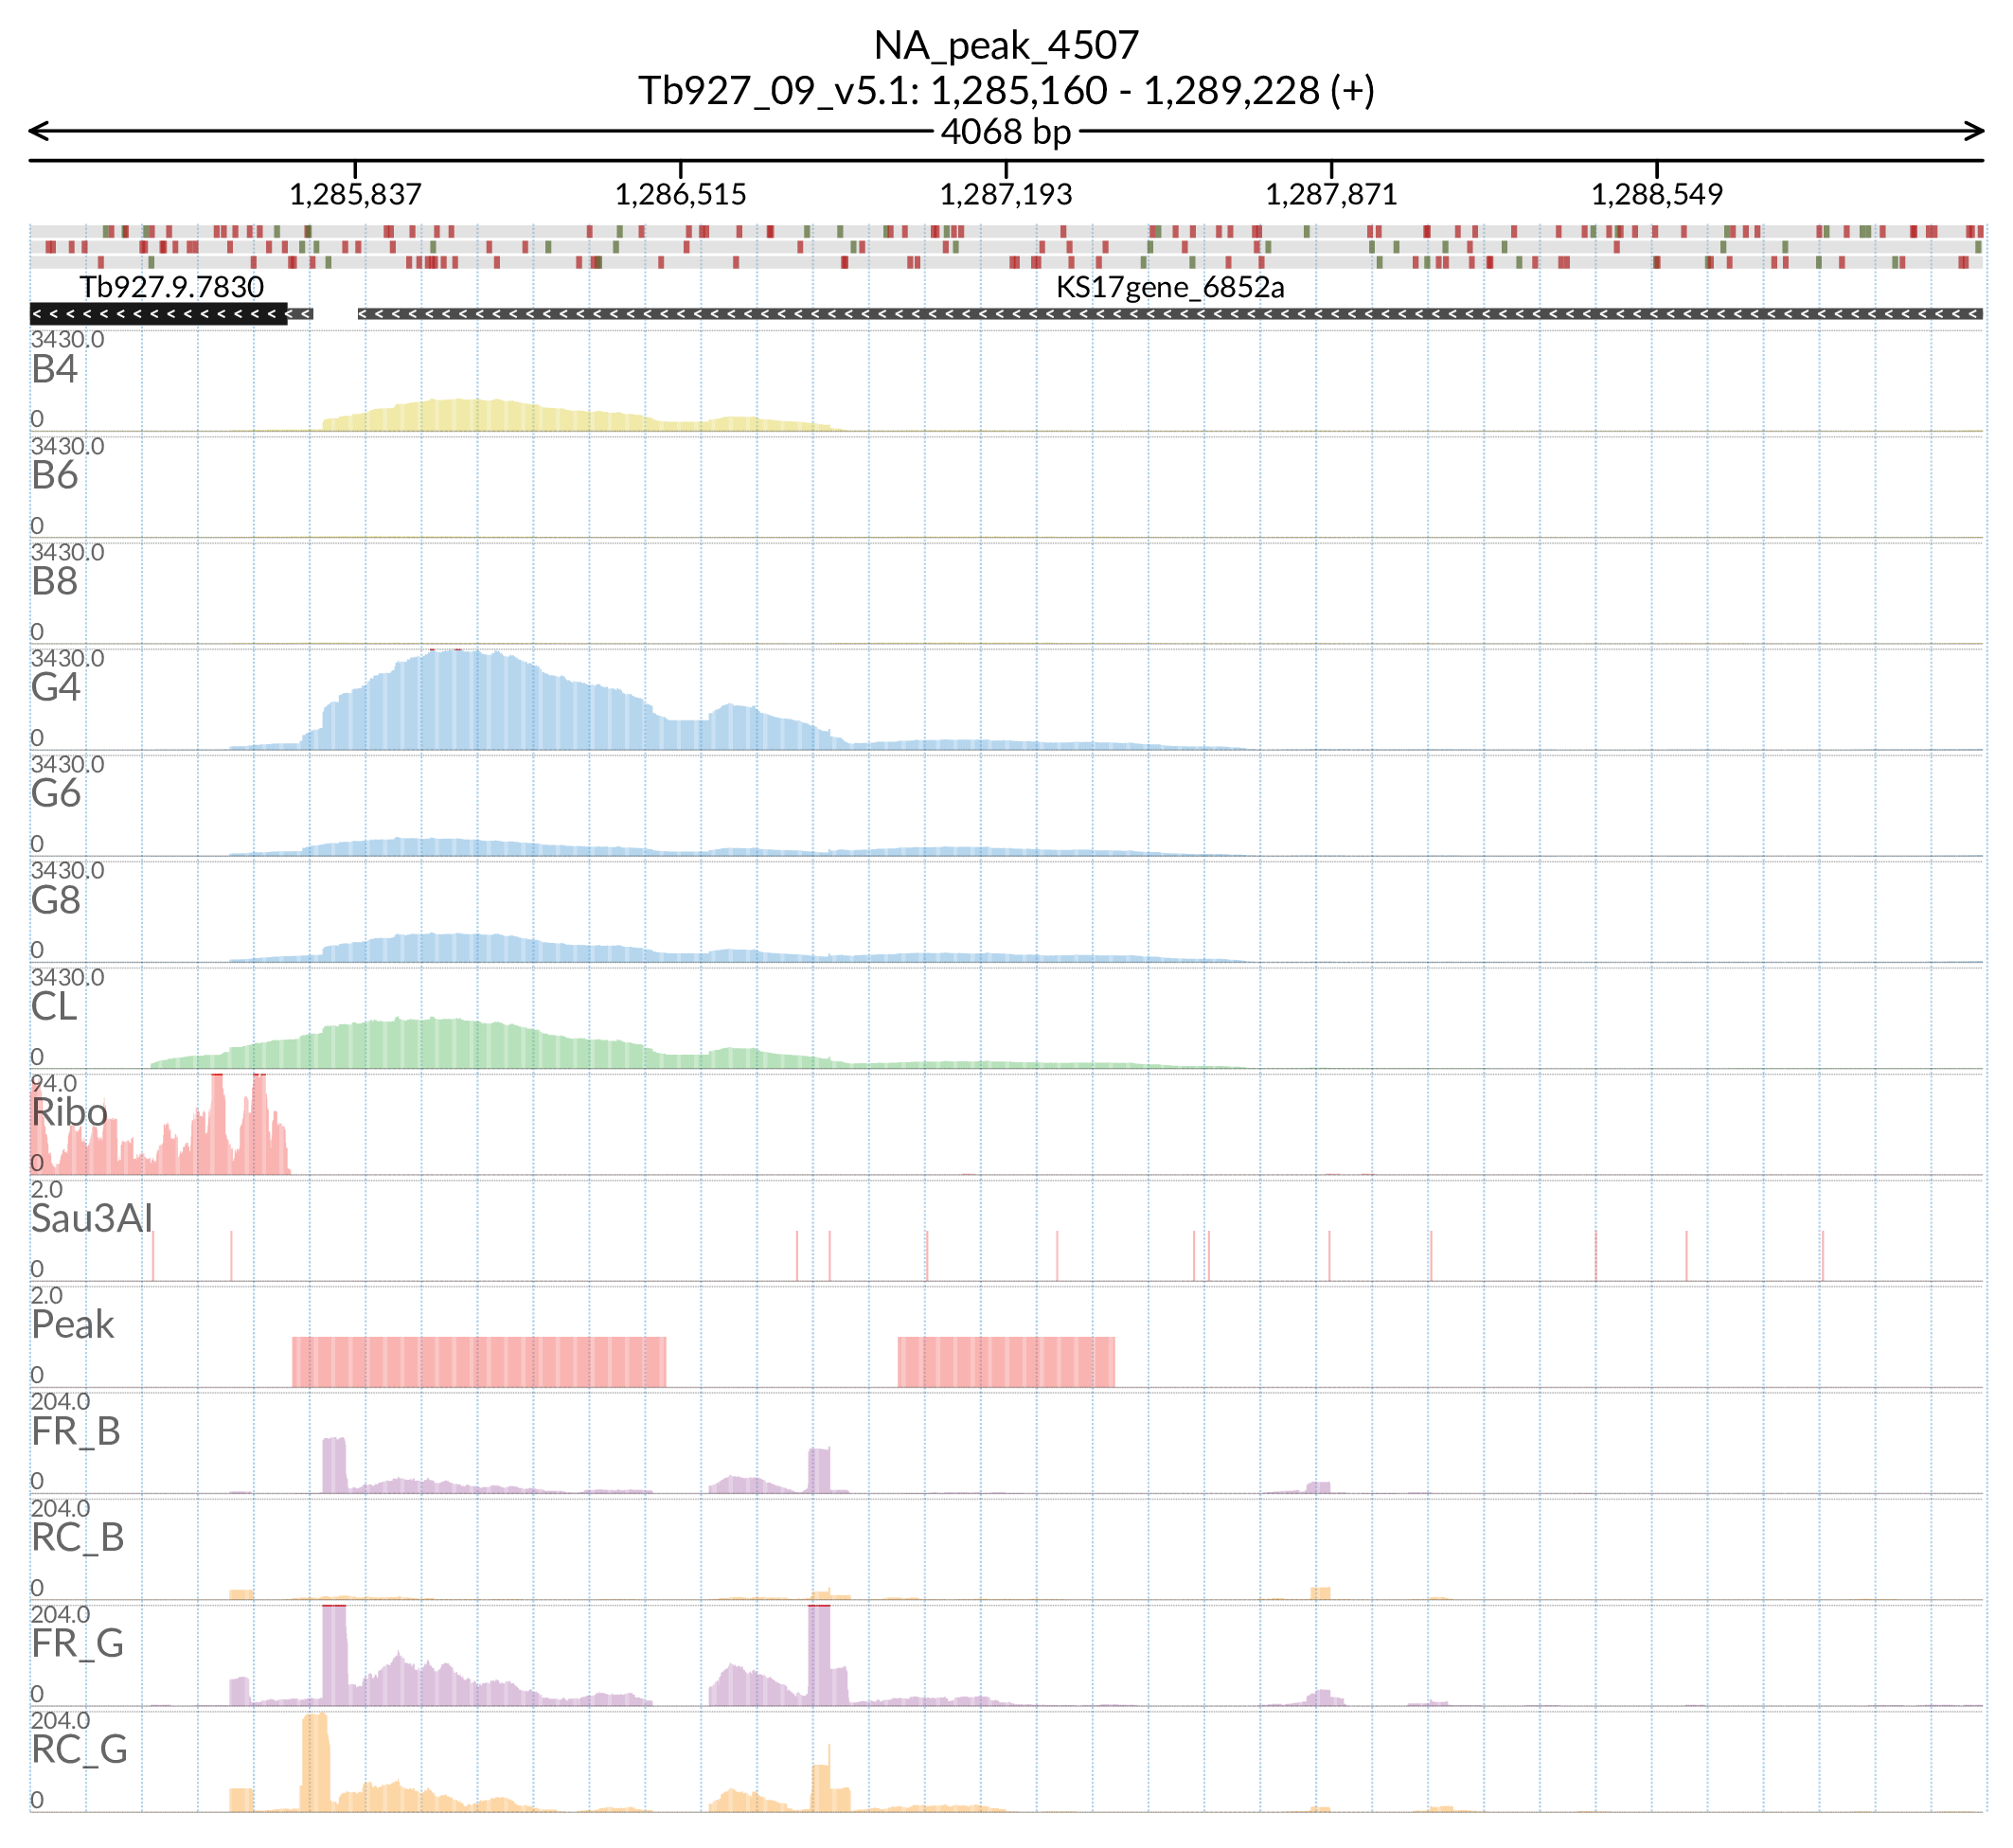 NA_peak_4507
Tb927_09_v5.1: 1,285,160 - 1,289,228 (+)
4068 bp
1,285,837 1,286,515 1,287,193 1,287,871 1,288,549
Tb927.9.7830 KS17gene_6852a
3430.0
B4
0
3430.0
B6
0
3430.0
B8
0
3430.0
G4
0
3430.0
G6
0
3430.0
G8
0
3430.0
CL
0
94.0
Ribo
0
2.0
Sau3AI
0
2.0
Peak
0
204.0
FR_B
0
204.0
RC_B
0
204.0
FR_G
0
204.0
RC_G
0